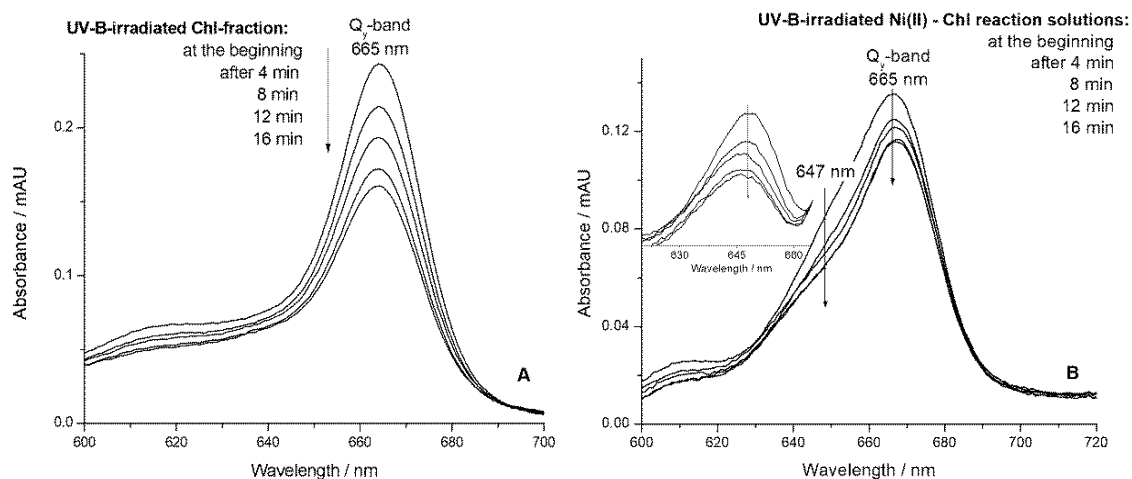 UV-B-irradiated Chl-fraction:
at the beginning
after 4 min
8 min
12 min
16 min
Qy-band
665 nm
0.2
0.1
0.0
Absorbance / mAU
600 620 640 660 680 700
Wavelength / nm
A
UV-B-irradiated Ni(II) - Chl reaction solutions:
at the beginning
after 4 min
8 min
12 min
16 min
Qy-band
665 nm
647 nm
0.12
0.08
0.04
0.00
Absorbance / mAU
630 645 660
Wavelength / nm
600 620 640 660 680 700 720
Wavelength / nm
B